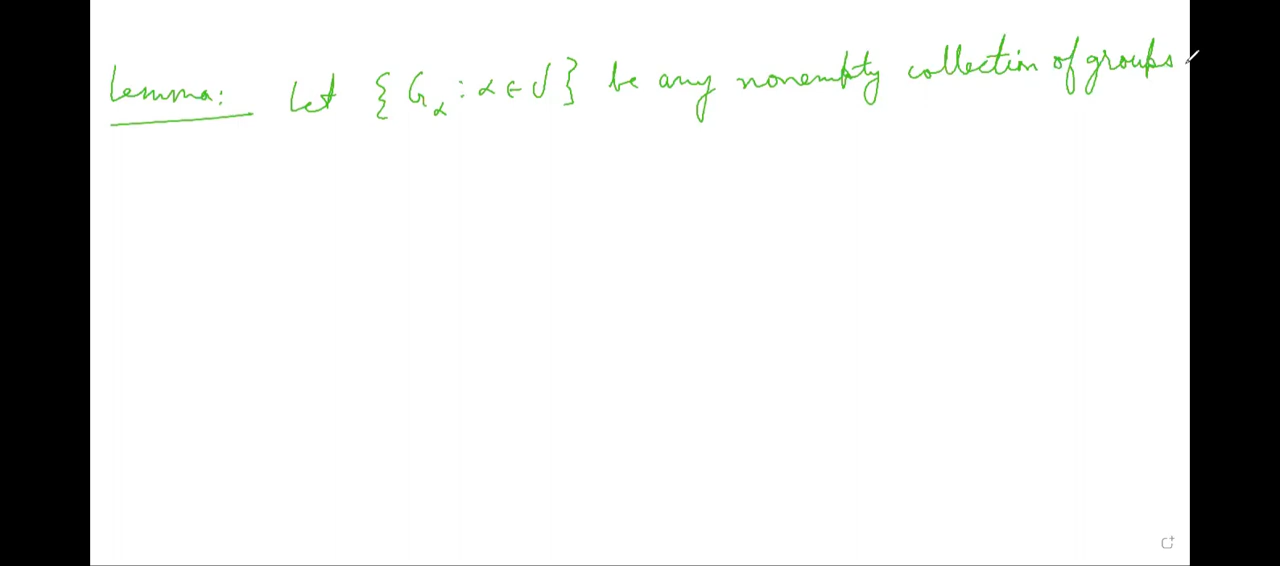 Lemma: Let {G_α : α ∈ J} be any nonempty collection of groups.